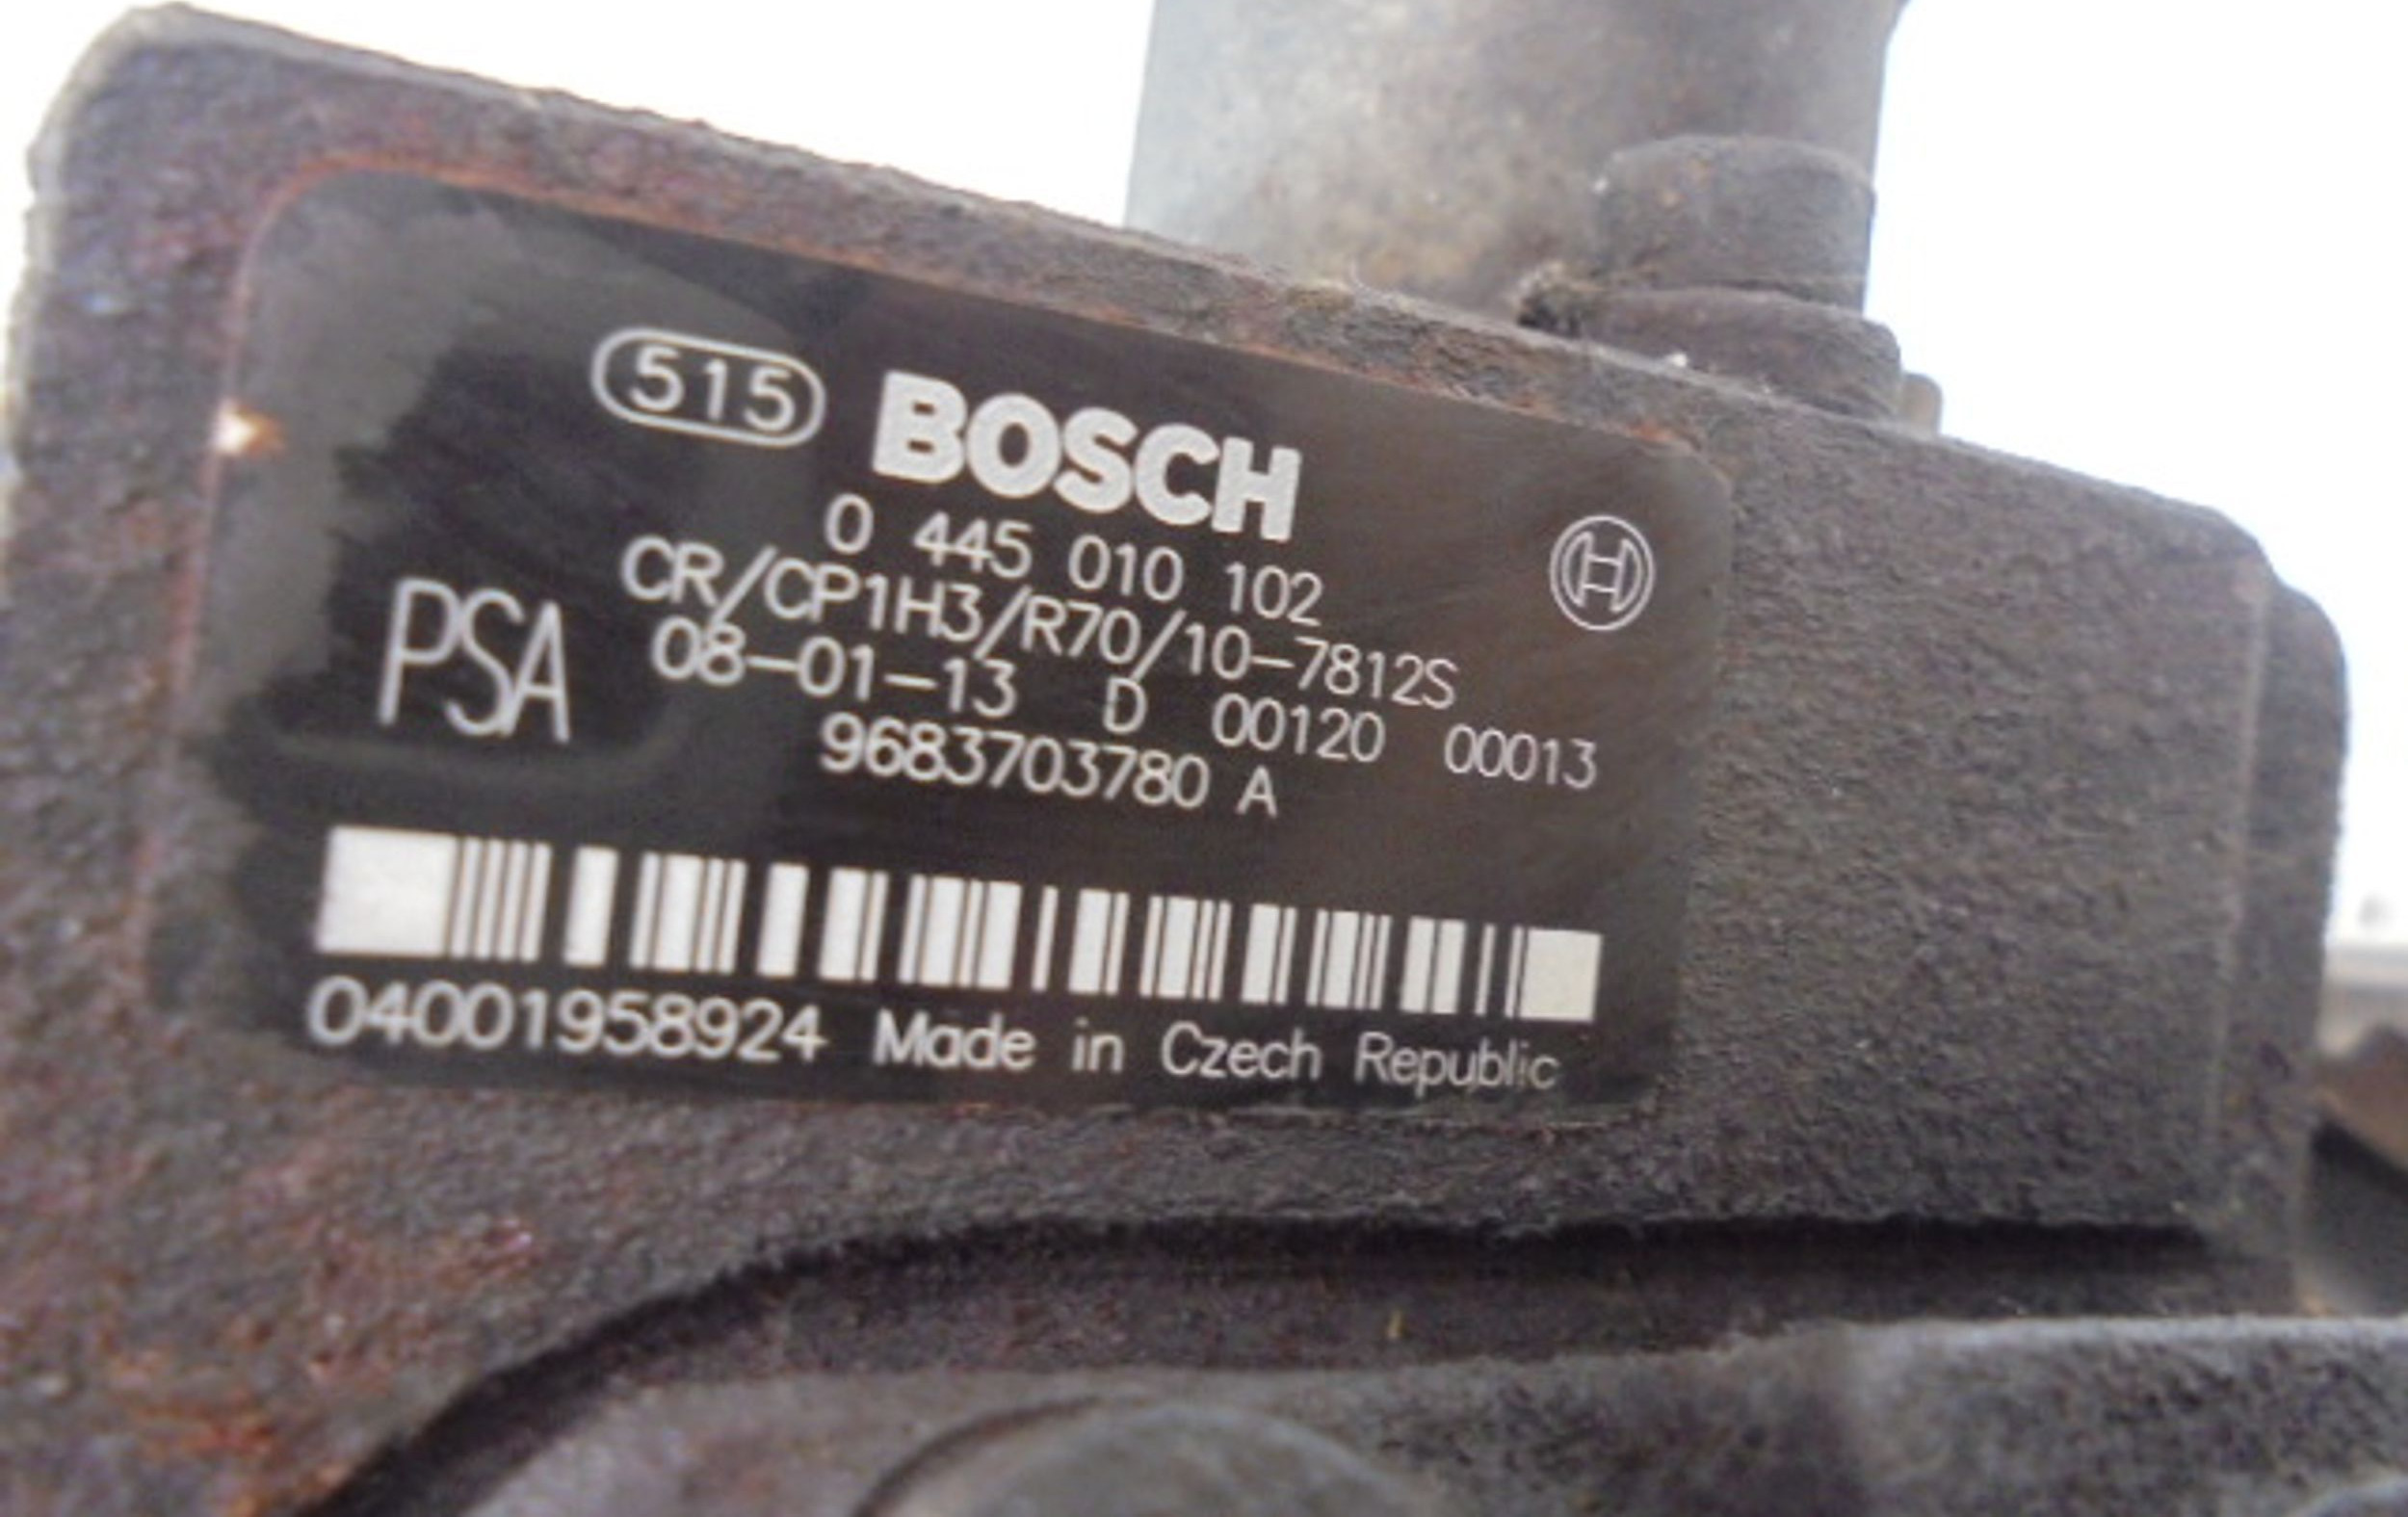 515 BOSCH
0 445 010 102
CR/CP1H3/R70/10-7812S
PSA
08-01-13 D 00120 00013
9683703780 A
04001958924 Made in Czech Republic